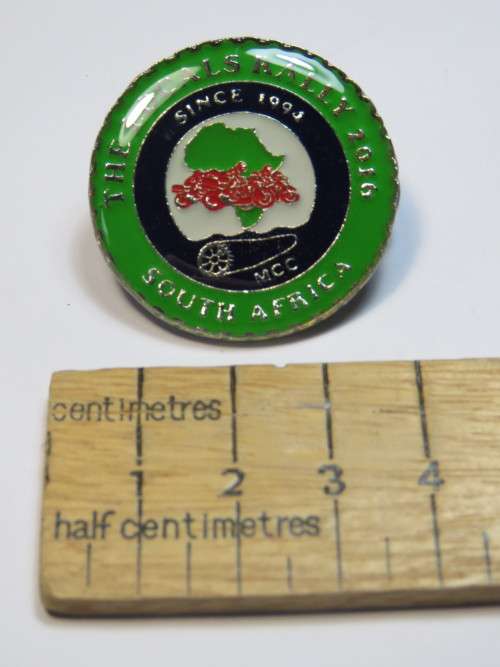 THE RALLY 2016
SINCE 1994
MCC
SOUTH AFRICA
centimetres
1 2 3 4
half centimetres